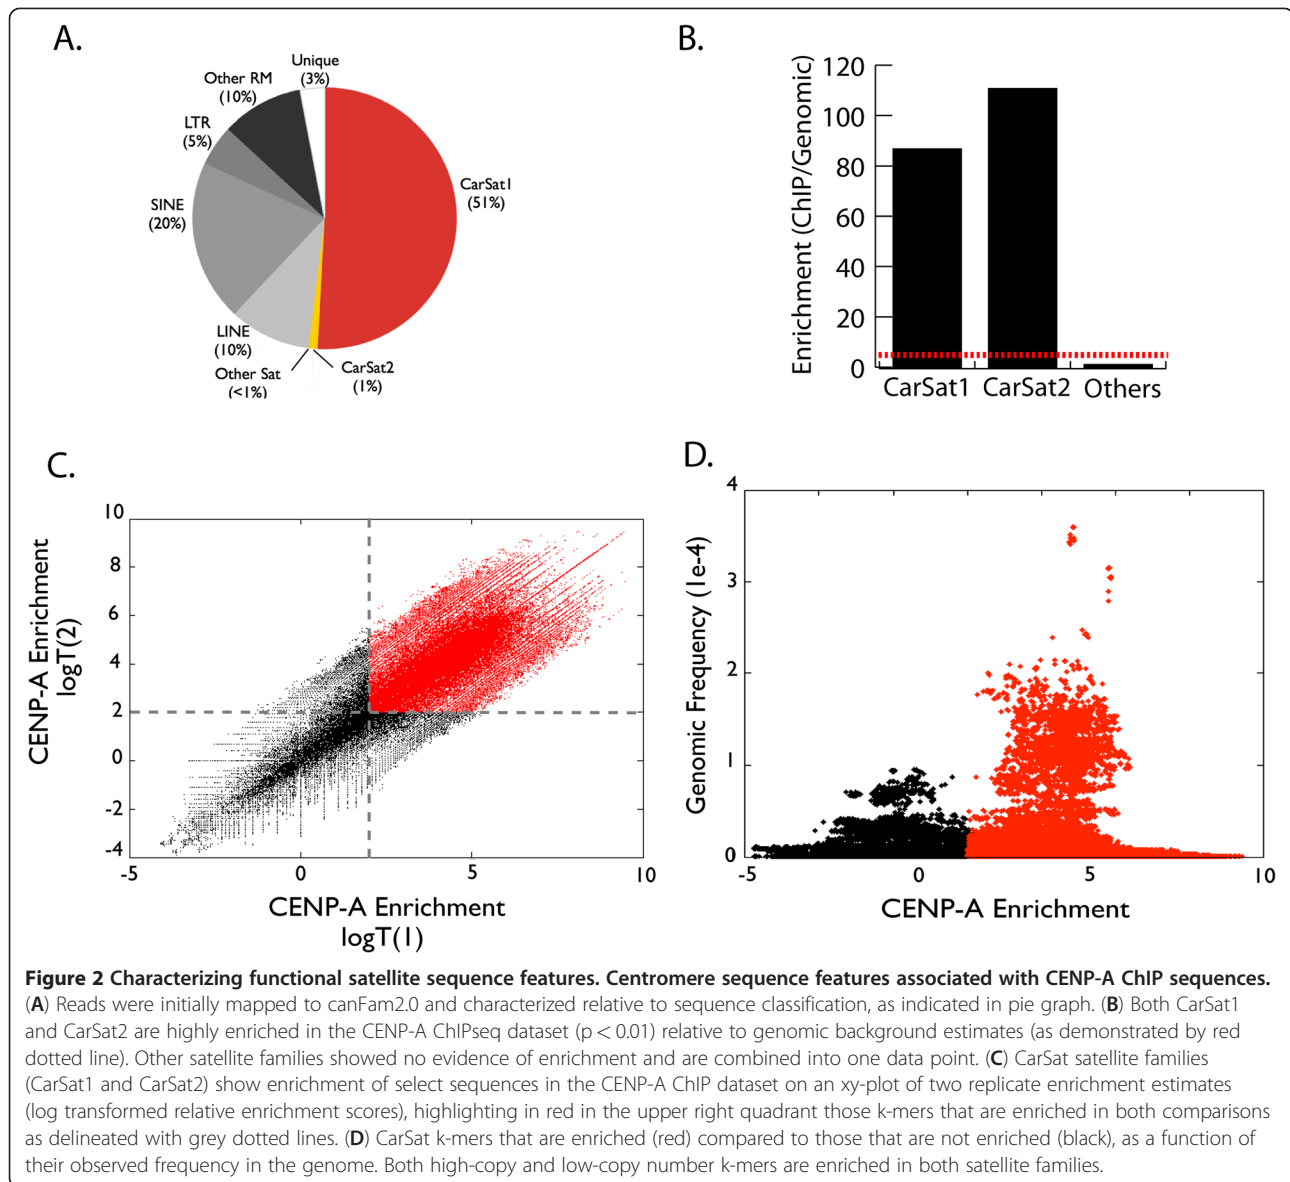 A.
Unique
(3%)
Other RM
(10%)
LTR
(5%)
SINE
(20%)
LINE
(10%)
Other Sat
(<1%)
CarSat2
(1%)
CarSat1
(51%)
B.
Enrichment (ChIP/Genomic)
120
100
80
60
40
20
0
CarSat1
CarSat2
Others
C.
CENP-A Enrichment
logT(2)
10
8
6
4
2
0
-2
-4
-5
0
5
10
CENP-A Enrichment
logT(1)
D.
Genomic Frequency (1e-4)
4
3
2
1
0
-5
0
5
10
CENP-A Enrichment
Figure 2 Characterizing functional satellite sequence features. Centromere sequence features associated with CENP-A ChIP sequences.
(A) Reads were initially mapped to canFam2.0 and characterized relative to sequence classification, as indicated in pie graph. (B) Both CarSat1
and CarSat2 are highly enriched in the CENP-A ChIPseq dataset (p < 0.01) relative to genomic background estimates (as demonstrated by red
dotted line). Other satellite families showed no evidence of enrichment and are combined into one data point. (C) CarSat satellite families
(CarSat1 and CarSat2) show enrichment of select sequences in the CENP-A ChIP dataset on an xy-plot of two replicate enrichment estimates
(log transformed relative enrichment scores), highlighting in red in the upper right quadrant those k-mers that are enriched in both comparisons
as delineated with grey dotted lines. (D) CarSat k-mers that are enriched (red) compared to those that are not enriched (black), as a function of
their observed frequency in the genome. Both high-copy and low-copy number k-mers are enriched in both satellite families.